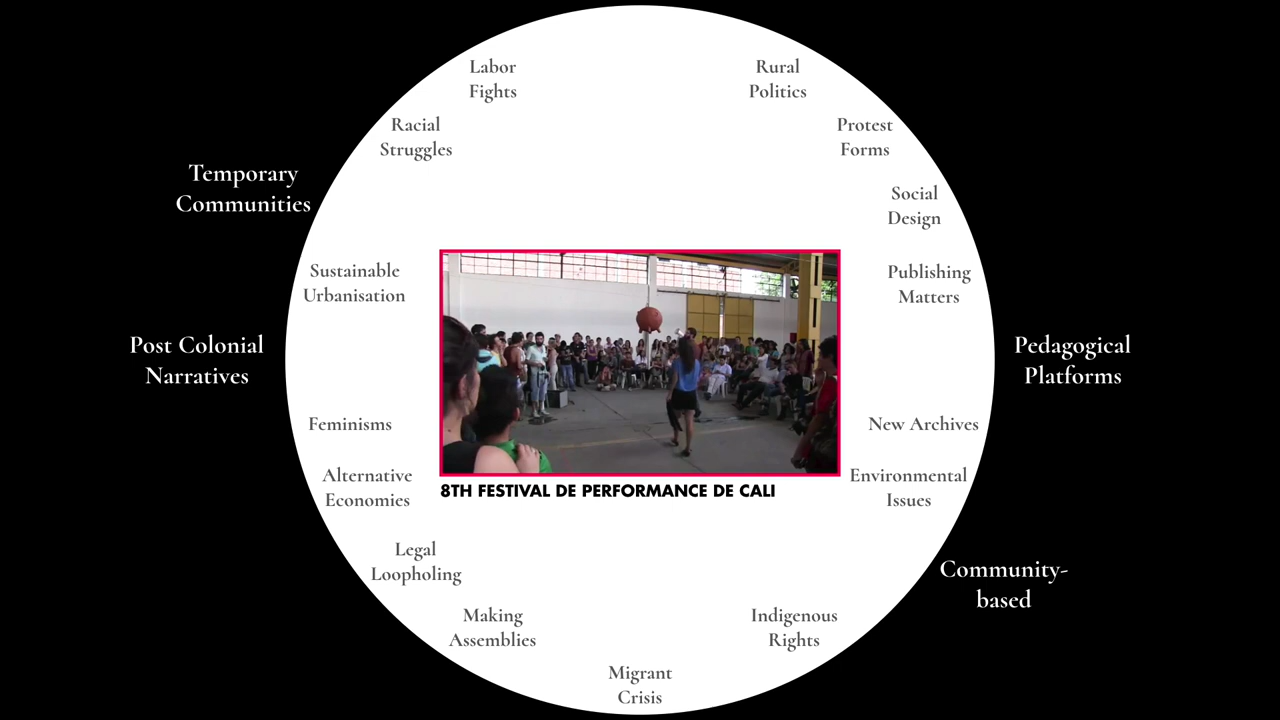 Labor
Fights
Rural
Politics
Racial
Struggles
Protest
Forms
Temporary
Communities
Social
Design
Sustainable
Urbanisation
Publishing
Matters
Post Colonial
Narratives
Pedagogical
Platforms
Feminisms
New Archives
Alternative
Economies
Environmental
Issues
8TH FESTIVAL DE PERFORMANCE DE CALI
Legal
Loopholing
Community-
based
Making
Assemblies
Indigenous
Rights
Migrant
Crisis